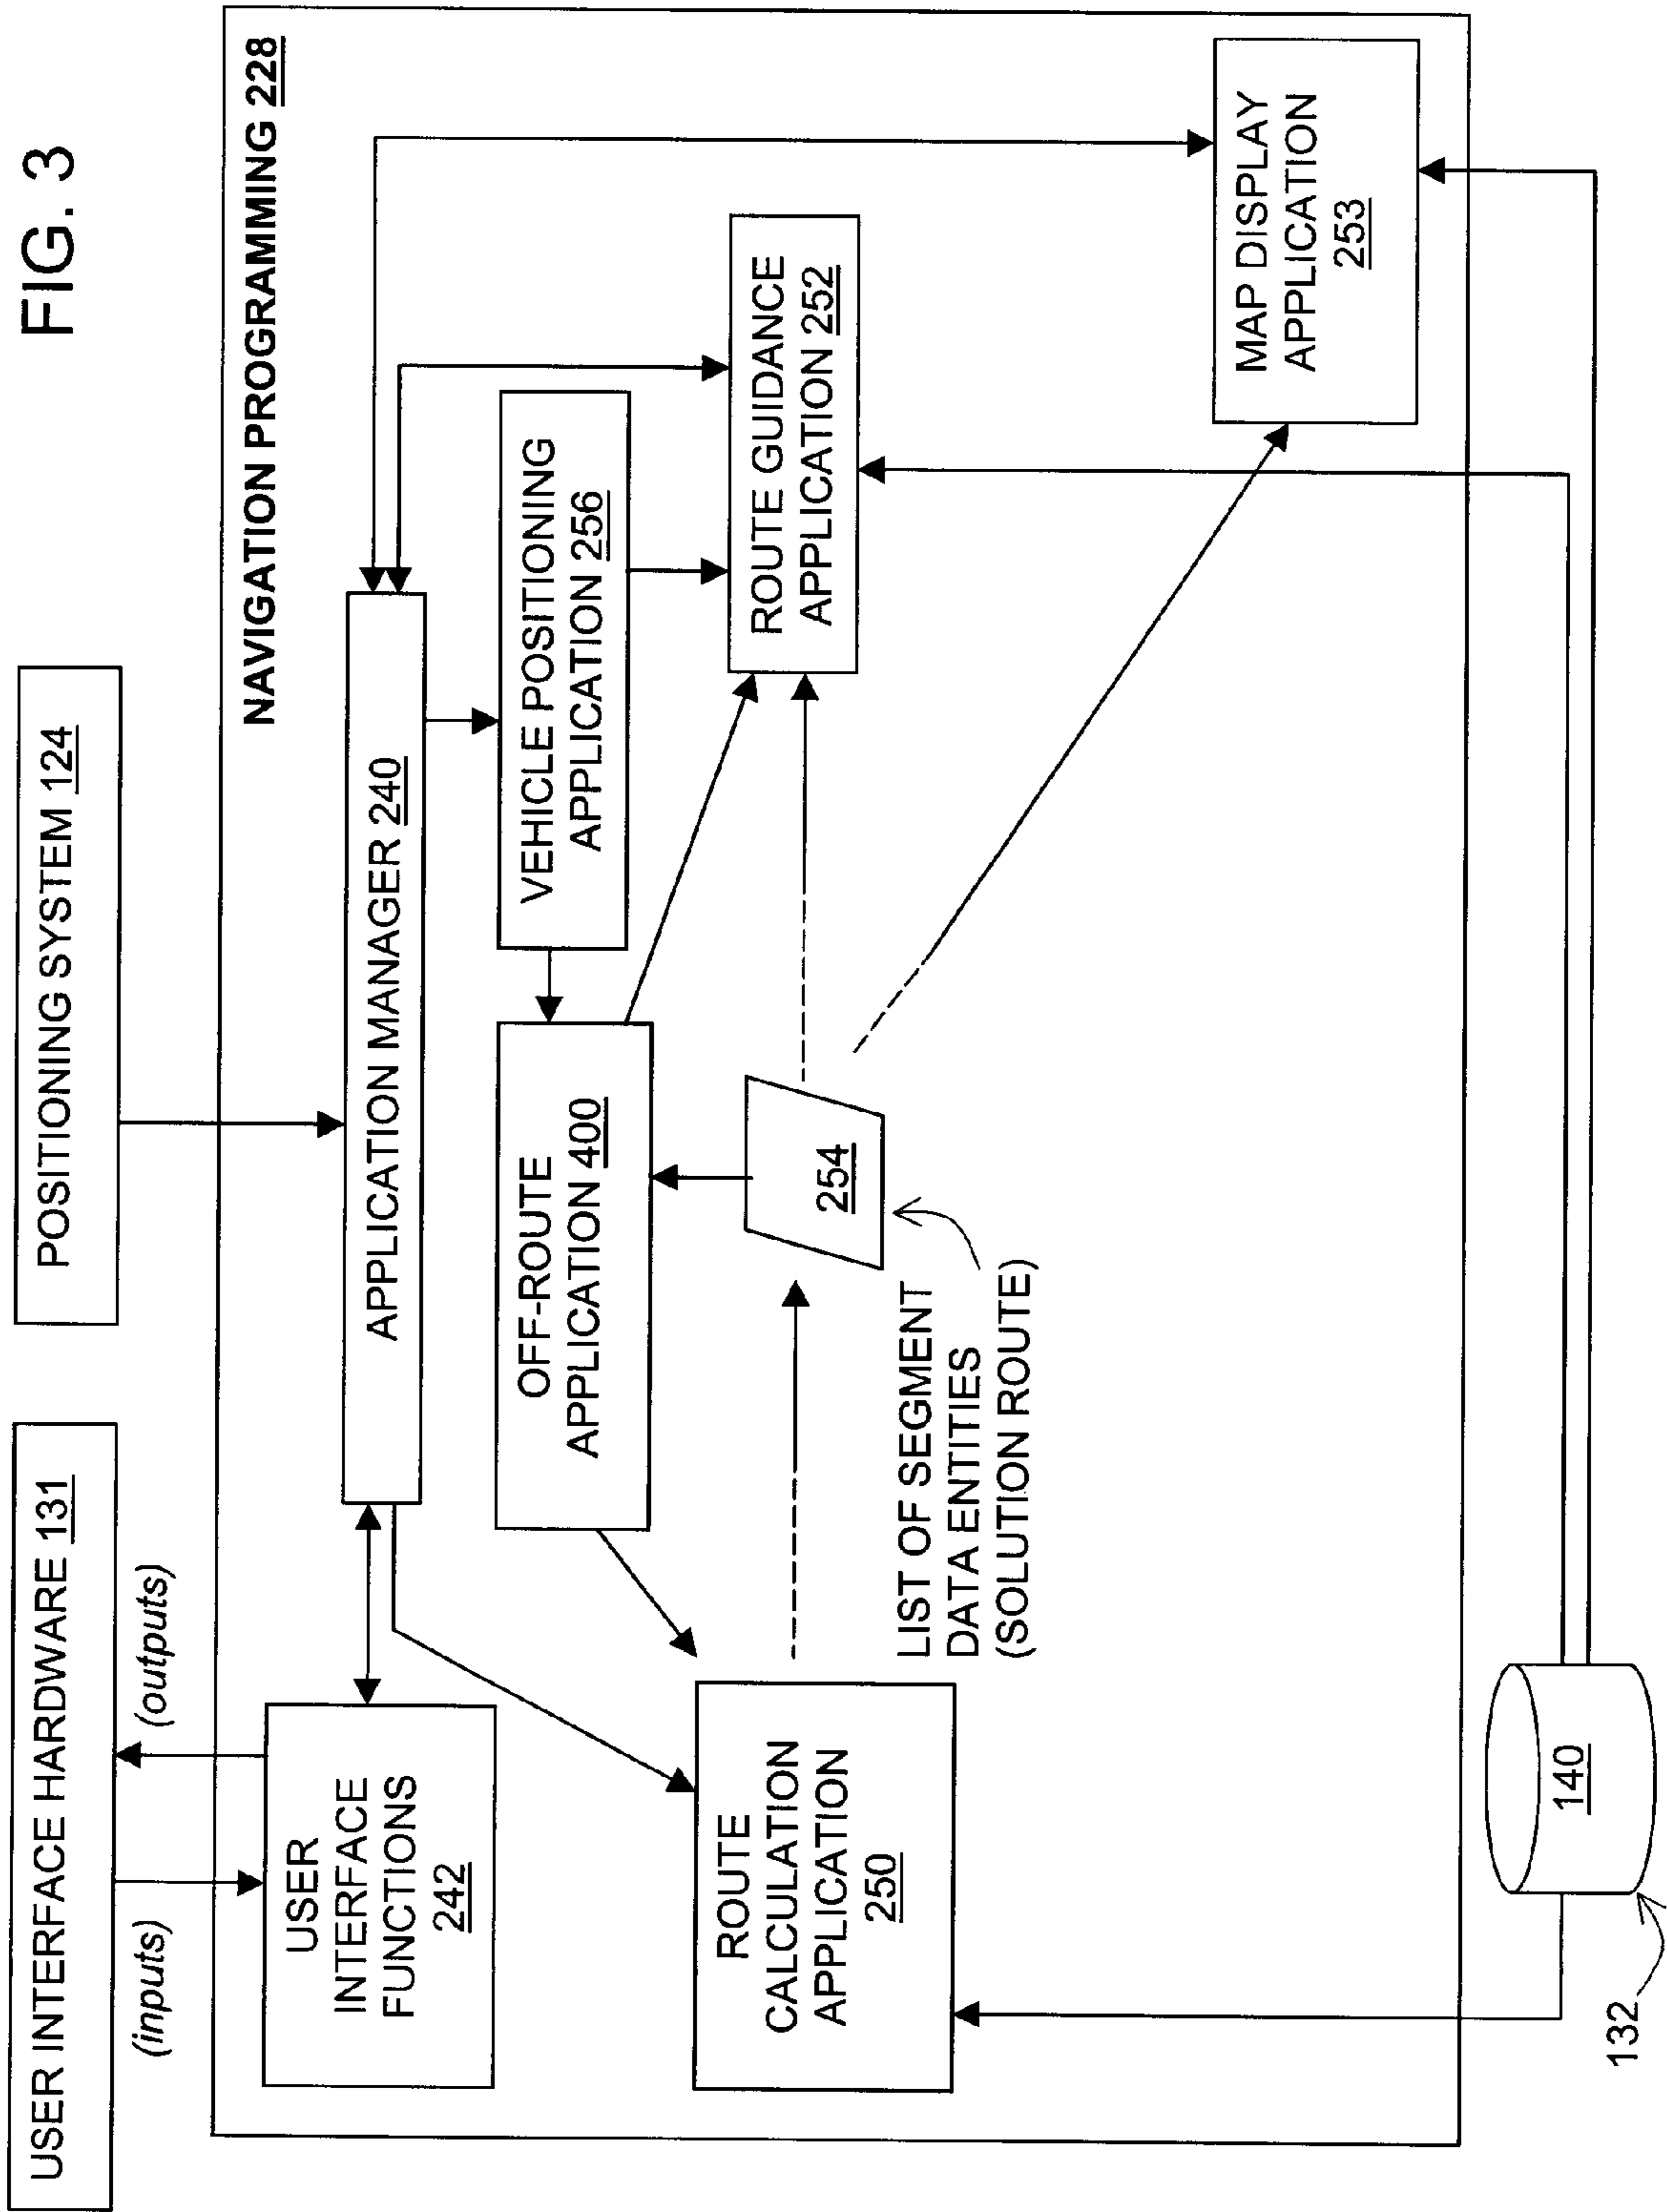 FIG. 3
USER INTERFACE HARDWARE 131
POSITIONING SYSTEM 124
(inputs)
(outputs)
NAVIGATION PROGRAMMING 228
USER
INTERFACE
FUNCTIONS
242
APPLICATION MANAGER 240
OFF-ROUTE
APPLICATION 400
VEHICLE POSITIONING
APPLICATION 256
ROUTE
CALCULATION
APPLICATION
250
254
ROUTE GUIDANCE
APPLICATION 252
LIST OF SEGMENT
DATA ENTITIES
(SOLUTION ROUTE)
MAP DISPLAY
APPLICATION
253
140
132